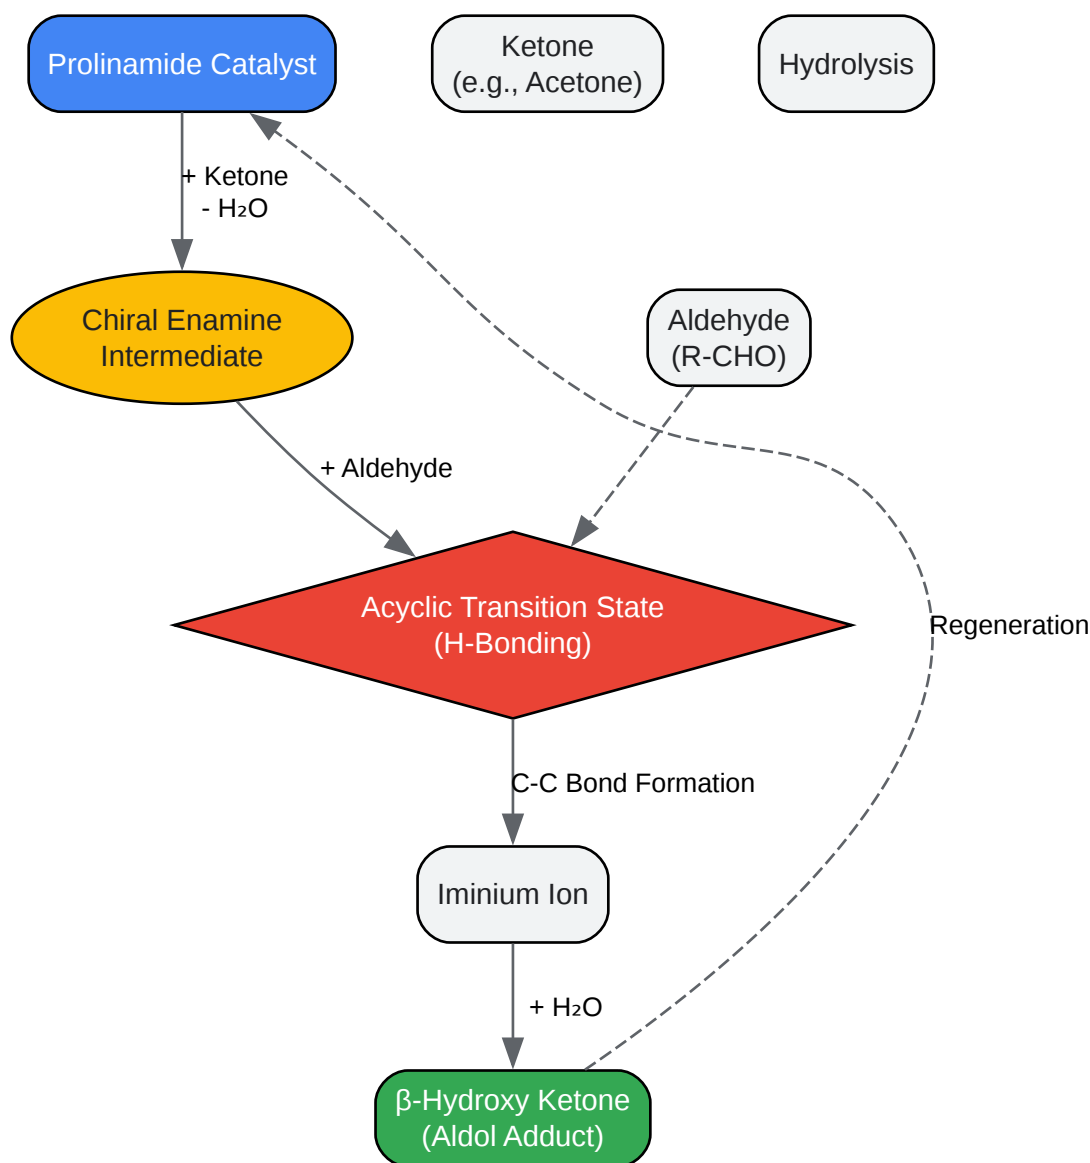 Prolinamide Catalyst
Ketone
(e.g., Acetone)
Hydrolysis
+ Ketone
- H₂O
Chiral Enamine
Intermediate
Aldehyde
(R-CHO)
+ Aldehyde
Acyclic Transition State
(H-Bonding)
Regeneration
C-C Bond Formation
Iminium Ion
+ H₂O
β-Hydroxy Ketone
(Aldol Adduct)